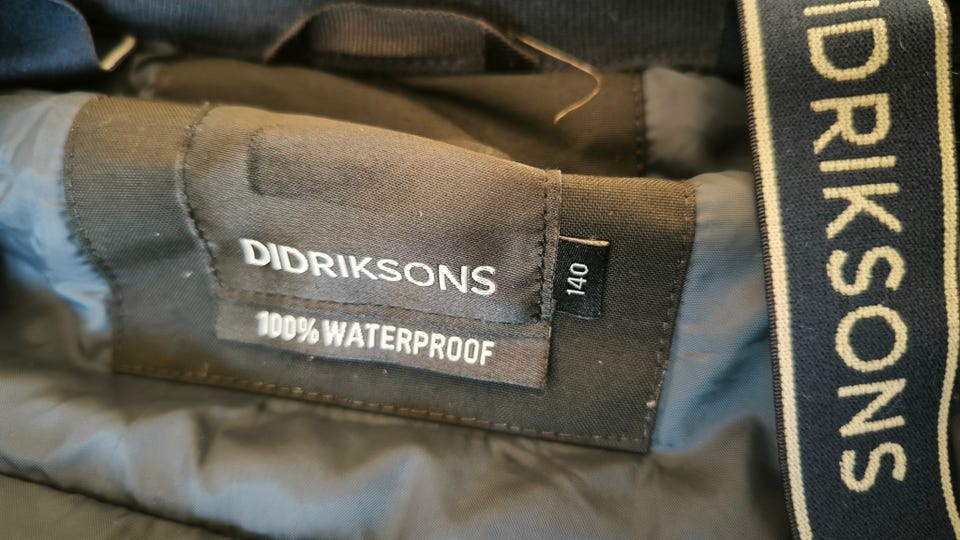 DIDRIKSONS
100% WATERPROOF
140
DIDRIKSONS